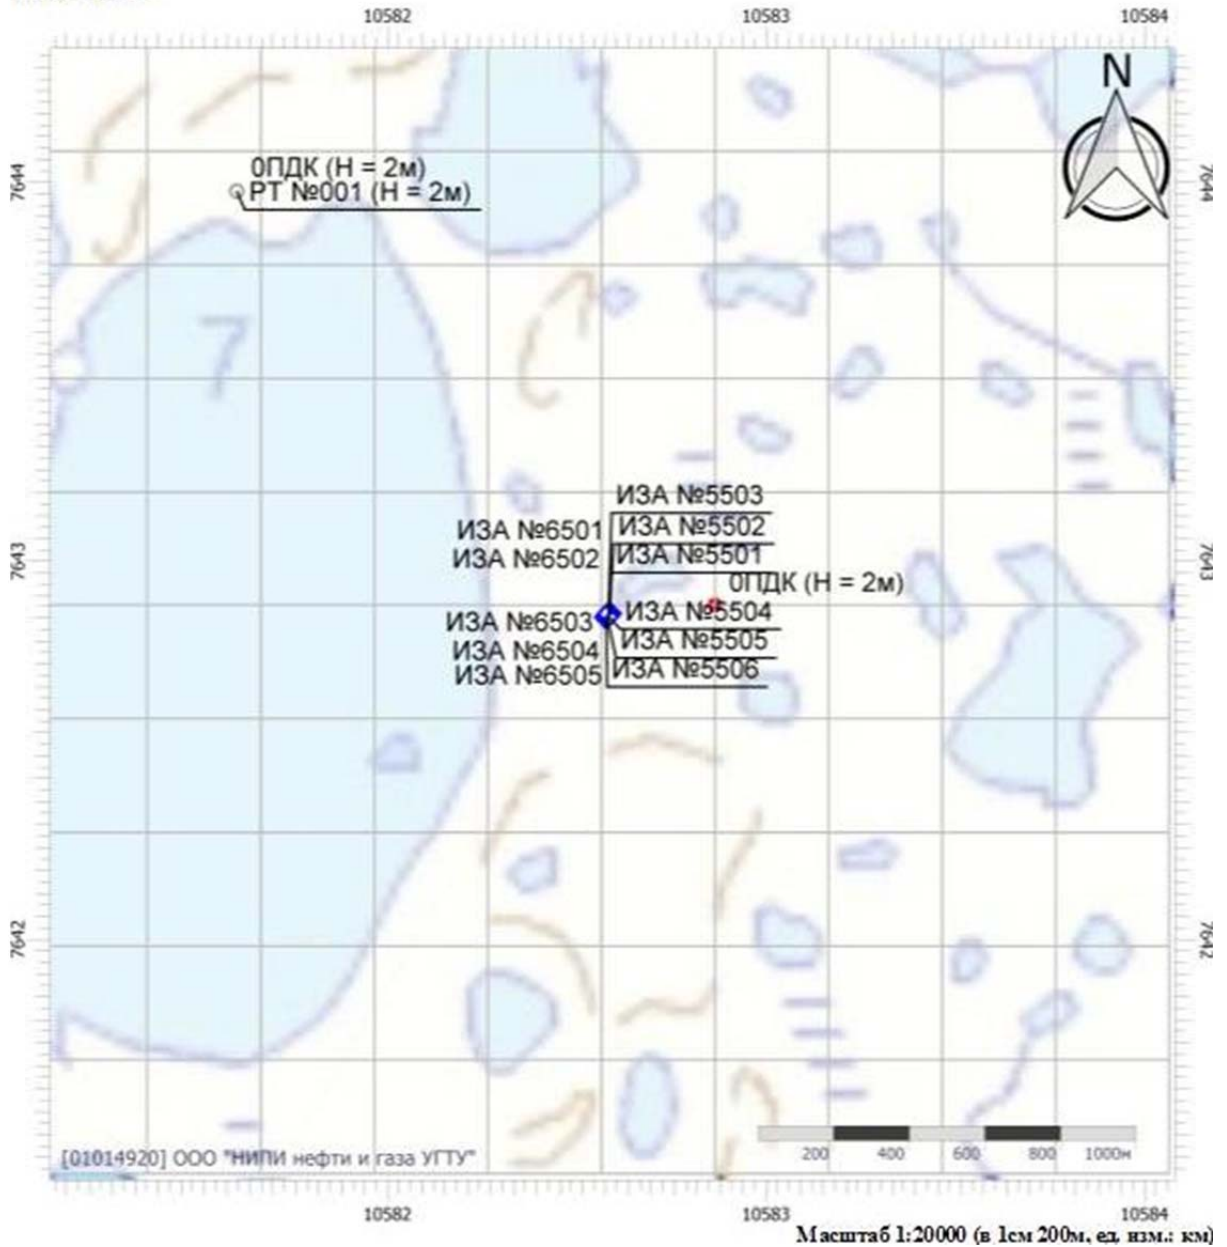 10582 10583 10584
N
7644 7644
0ПДК (Н = 2м)
РТ №001 (Н = 2м)
ИЗА №5503
ИЗА №6501 ИЗА №5502
ИЗА №6502 ИЗА №5501
7643 7643
0ПДК (Н = 2м)
ИЗА №6503 ИЗА №5504
ИЗА №6504 ИЗА №5505
ИЗА №6505 ИЗА №5506
7642 7642
200 400 600 800 1000м
[01014920] ООО "НИПИ нефти и газа УГТУ"
10582 10583 10584
Масштаб 1:20000 (в 1см 200м, ед. изм.: км)